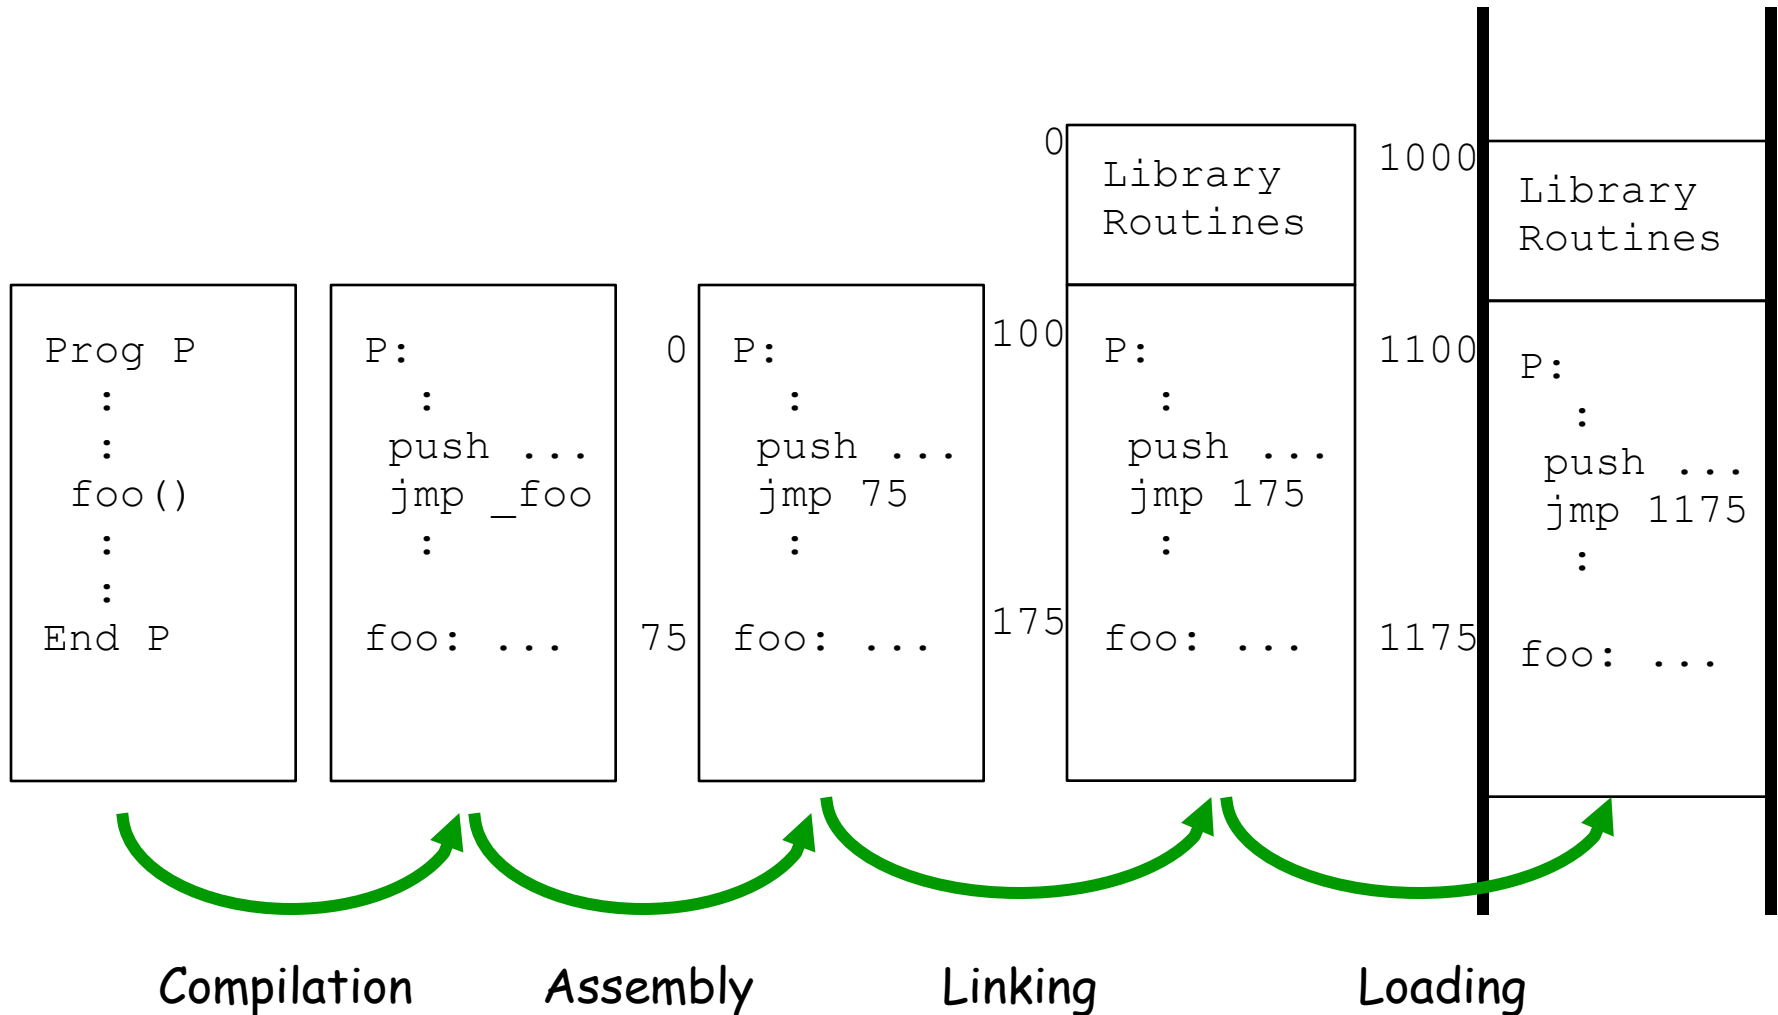 Prog P
:
:
foo()
:
:
End P
P:
:
push ...
jmp _foo
:
foo: ...
0
75
P:
:
push ...
jmp 75
:
foo: ...
0
100
175
Library
Routines
P:
:
push ...
jmp 175
:
foo: ...
1000
1100
1175
Library
Routines
P:
:
push ...
jmp 1175
:
foo: ...
Compilation
Assembly
Linking
Loading